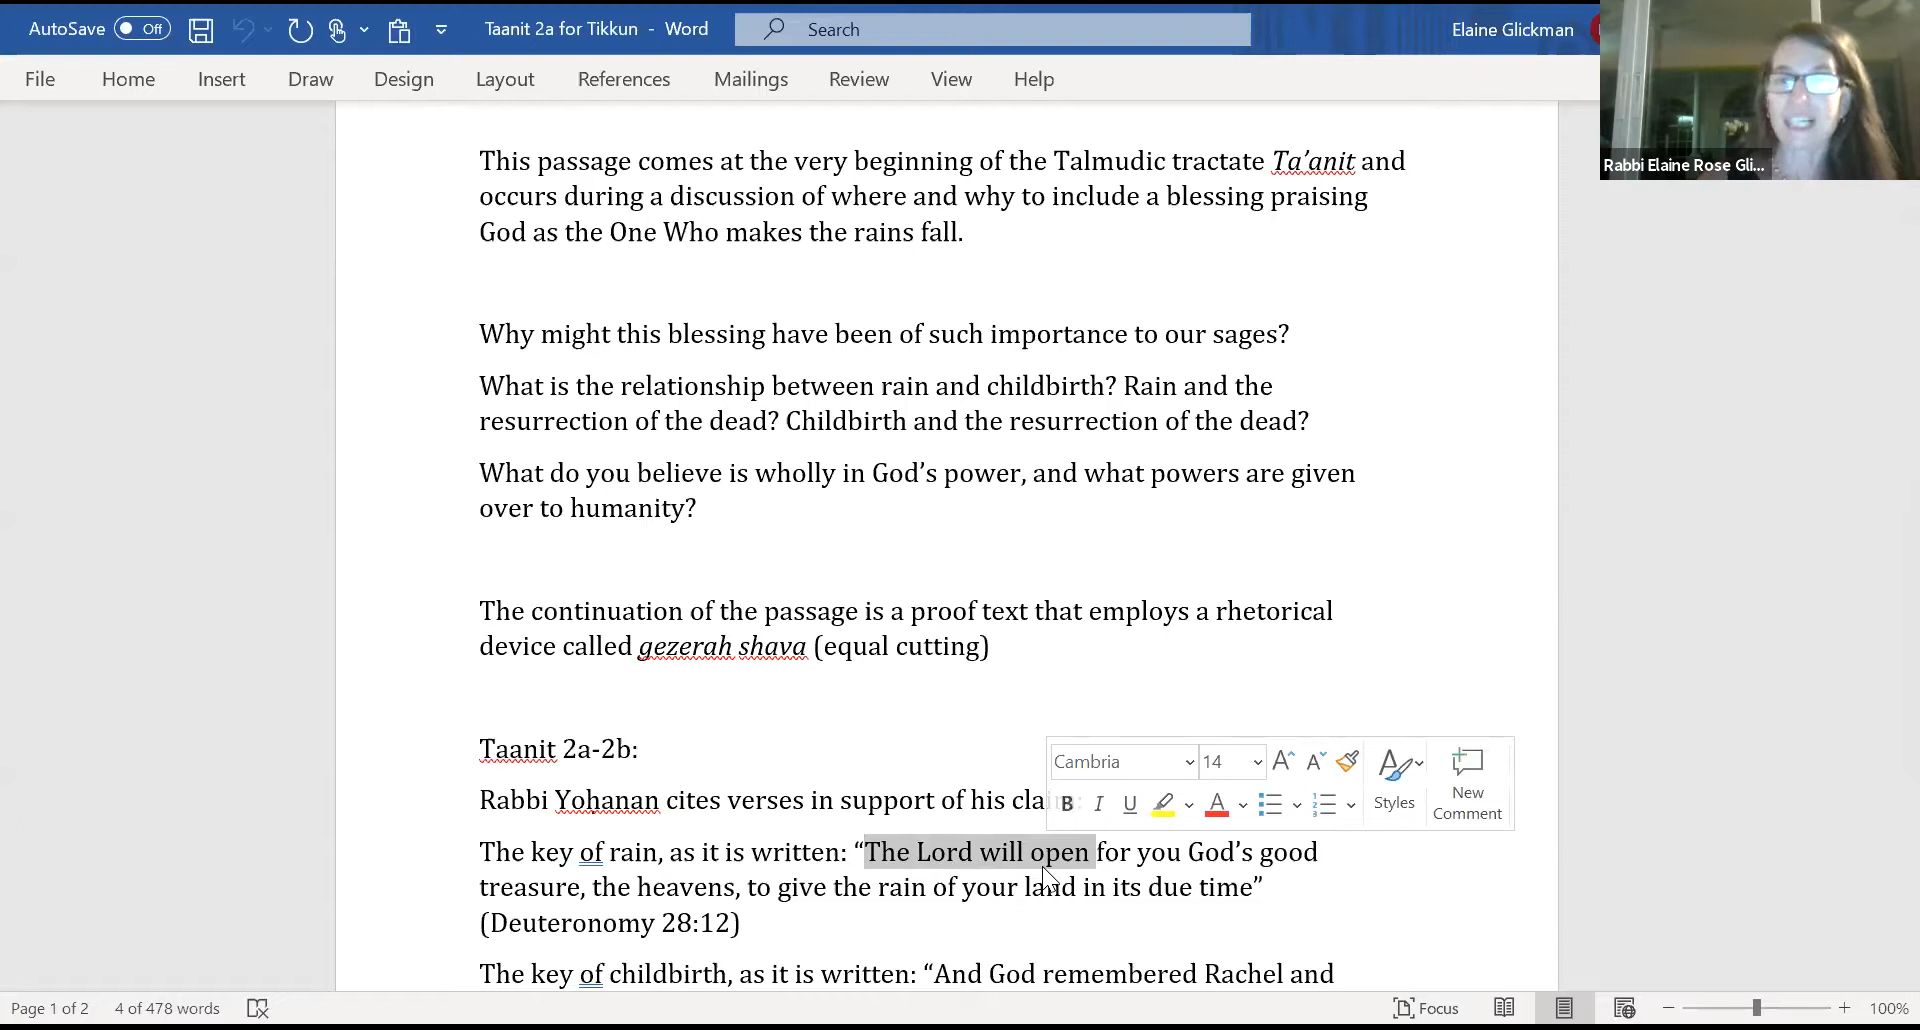 AutoSave Off Taanit 2a for Tikkun - Word Search Elaine Glickman
File Home Insert Draw Design Layout References Mailings Review View Help
Rabbi Elaine Rose Gli...
This passage comes at the very beginning of the Talmudic tractate Ta’anit and
occurs during a discussion of where and why to include a blessing praising
God as the One Who makes the rains fall.
Why might this blessing have been of such importance to our sages?
What is the relationship between rain and childbirth? Rain and the
resurrection of the dead? Childbirth and the resurrection of the dead?
What do you believe is wholly in God’s power, and what powers are given
over to humanity?
The continuation of the passage is a proof text that employs a rhetorical
device called gezerah shava (equal cutting)
Taanit 2a-2b:
Cambria 14
Rabbi Yohanan cites verses in support of his
B I U A Styles New
Comment
The key of rain, as it is written: “The Lord will open for you God’s good
treasure, the heavens, to give the rain of your land in its due time”
(Deuteronomy 28:12)
The key of childbirth, as it is written: “And God remembered Rachel and
Page 1 of 2 4 of 478 words Focus 100%